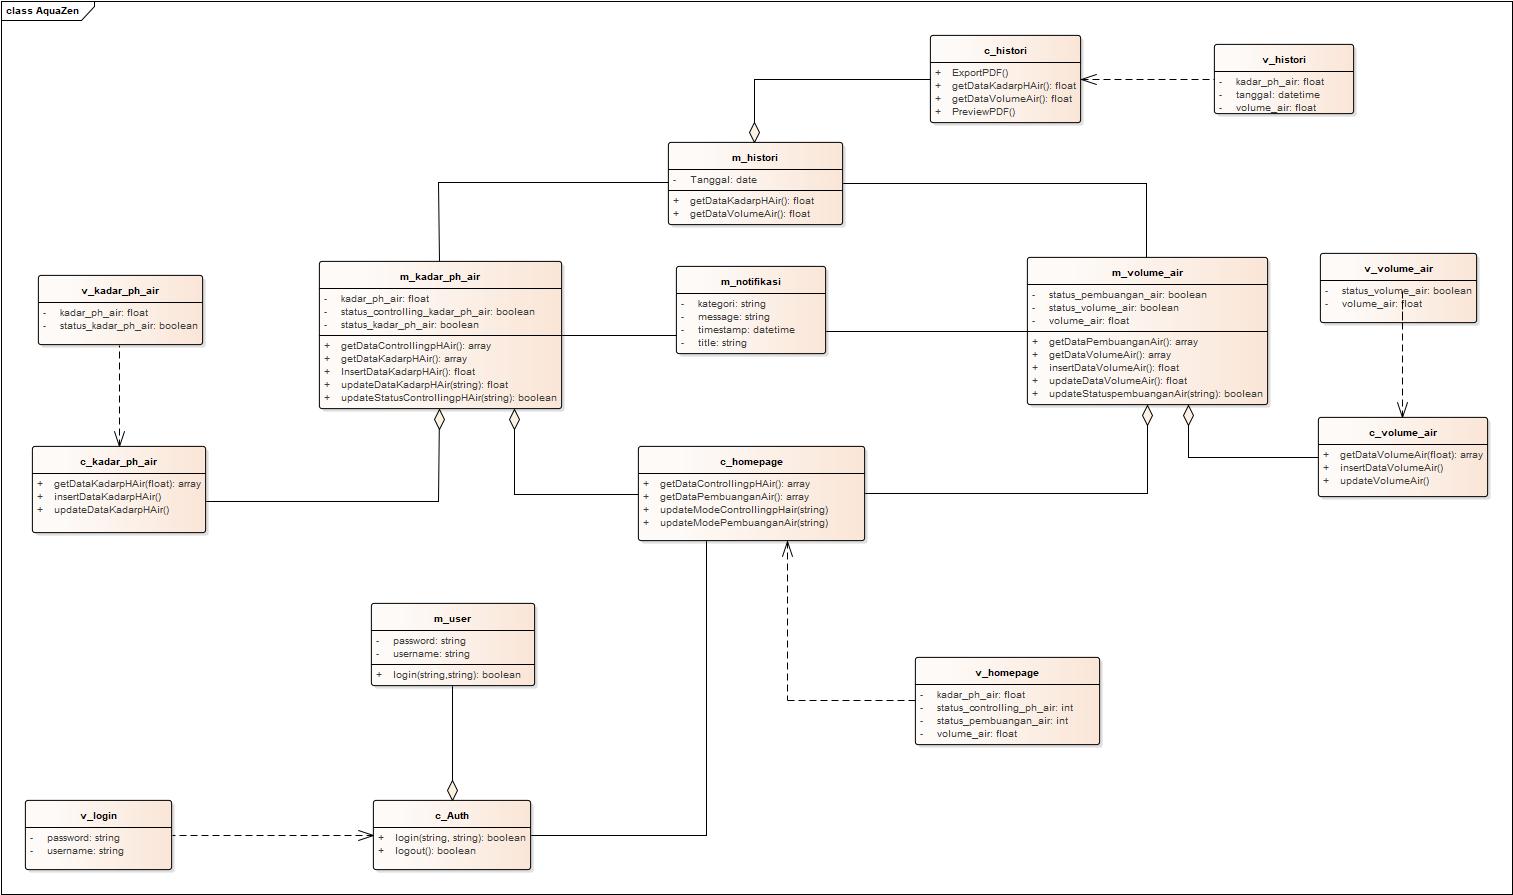 class AquaZen
c_histori
+ ExportPDF()
+ getDataKadarpHAir(): float
+ getDataVolumeAir(): float
+ PreviewPDF()
v_histori
- kadar_ph_air: float
- tanggal: datetime
- volume_air: float
m_histori
- Tanggal: date
+ getDataKadarpHAir(): float
+ getDataVolumeAir(): float
v_kadar_ph_air
- kadar_ph_air: float
- status_kadar_ph_air: boolean
m_kadar_ph_air
- kadar_ph_air: float
- status_controlling_kadar_ph_air: boolean
- status_kadar_ph_air: boolean
+ getDataControllingpHAir(): array
+ getDataKadarpHAir(): array
+ InsertDataKadarpHAir(): float
+ updateDataKadarpHAir(string): float
+ updateStatusControllingpHAir(string): boolean
m_notifikasi
- kategori: string
- message: string
- timestamp: datetime
- title: string
m_volume_air
- status_pembuangan_air: boolean
- status_volume_air: boolean
- volume_air: float
+ getDataPembuanganAir(): array
+ getDataVolumeAir(): array
+ insertDataVolumeAir(): float
+ updateDataVolumeAir(): float
+ updateStatuspembuanganAir(string): boolean
v_volume_air
- status_volume_air: boolean
- volume_air: float
c_kadar_ph_air
+ getDataKadarpHAir(float): array
+ insertDataKadarpHAir()
+ updateDataKadarpHAir()
c_homepage
+ getDataControllingpHAir(): array
+ getDataPembuanganAir(): array
+ updateModeControllingpHair(string)
+ updateModePembuanganAir(string)
c_volume_air
+ getDataVolumeAir(float): array
+ insertDataVolumeAir()
+ updateVolumeAir()
m_user
- password: string
- username: string
+ login(string,string): boolean
v_homepage
- kadar_ph_air: float
- status_controlling_ph_air: int
- status_pembuangan_air: int
- volume_air: float
v_login
- password: string
- username: string
c_Auth
+ login(string, string): boolean
+ logout(): boolean